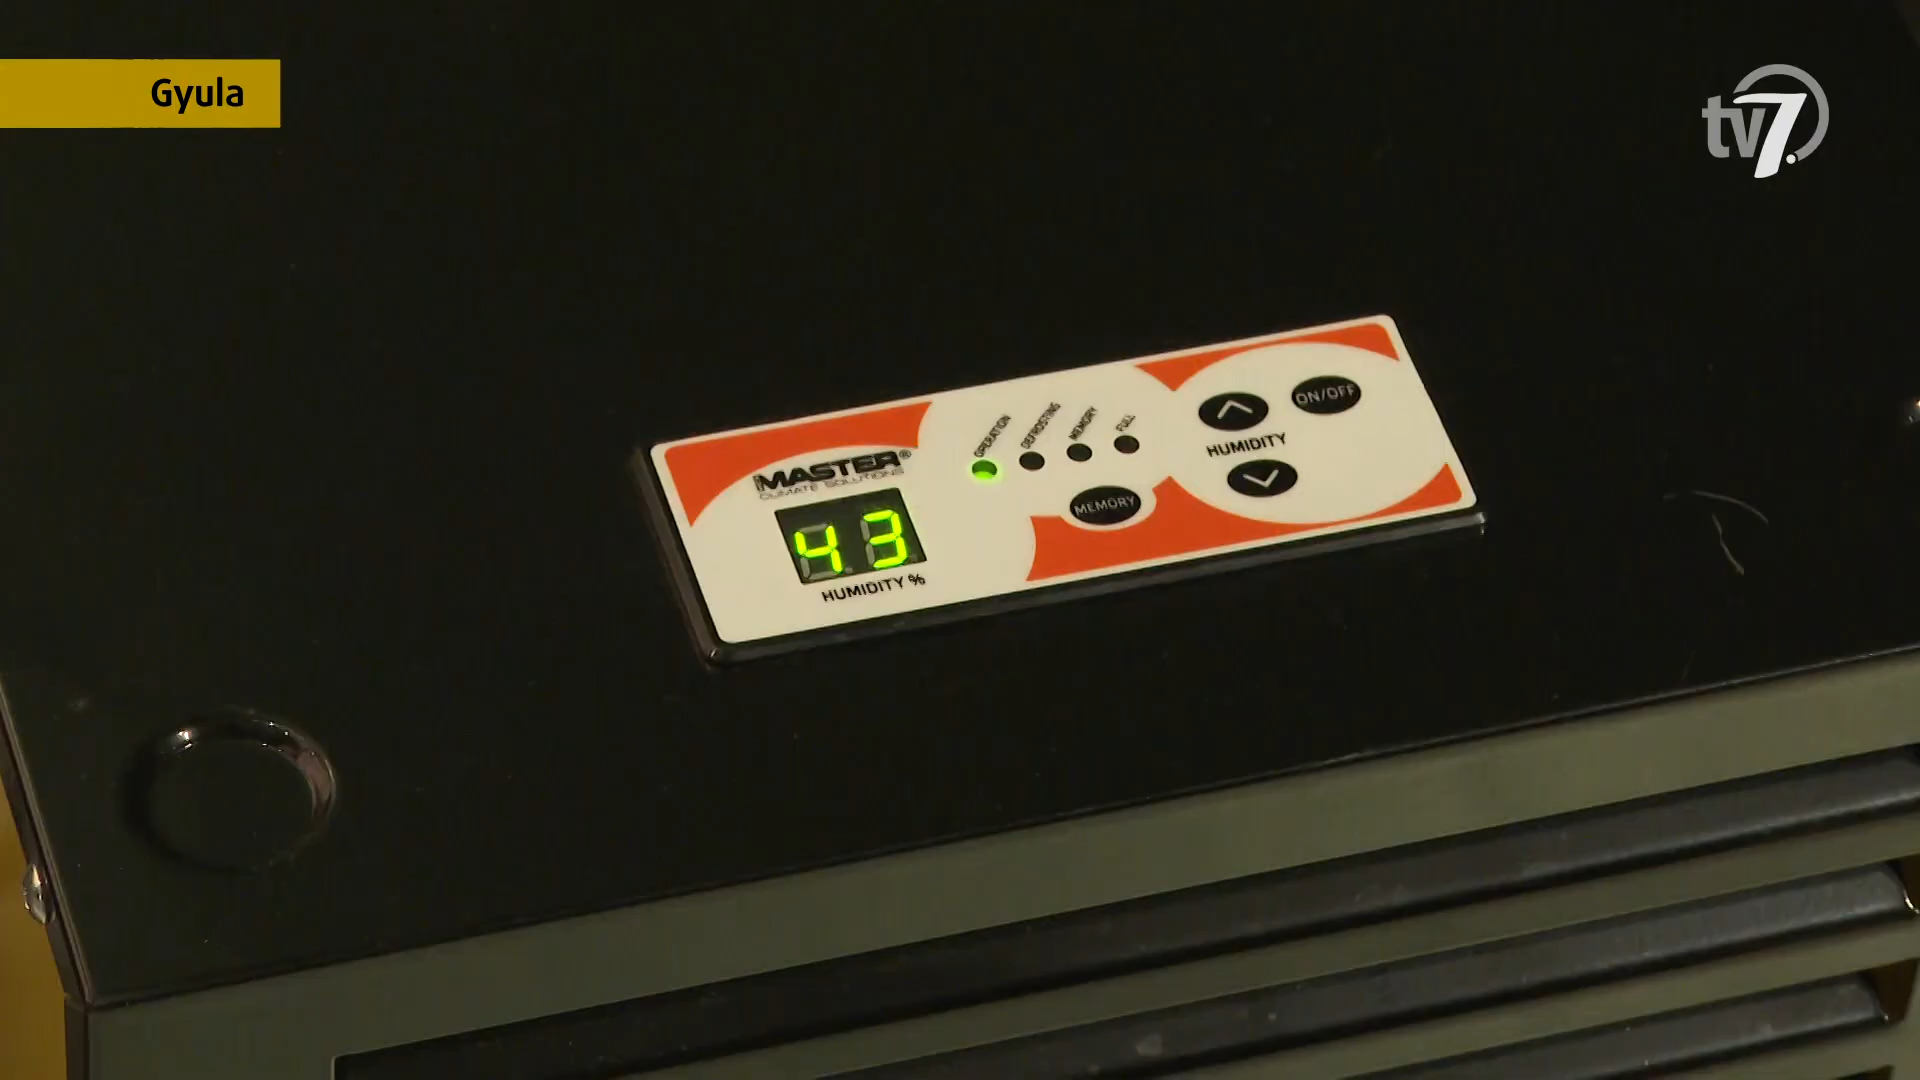 Gyula
tv7.
OPERATION
DEFROSTING
MEMORY
FULL
ON/OFF
HUMIDITY
MASTER®
CLIMATE SOLUTIONS
MEMORY
43
HUMIDITY %